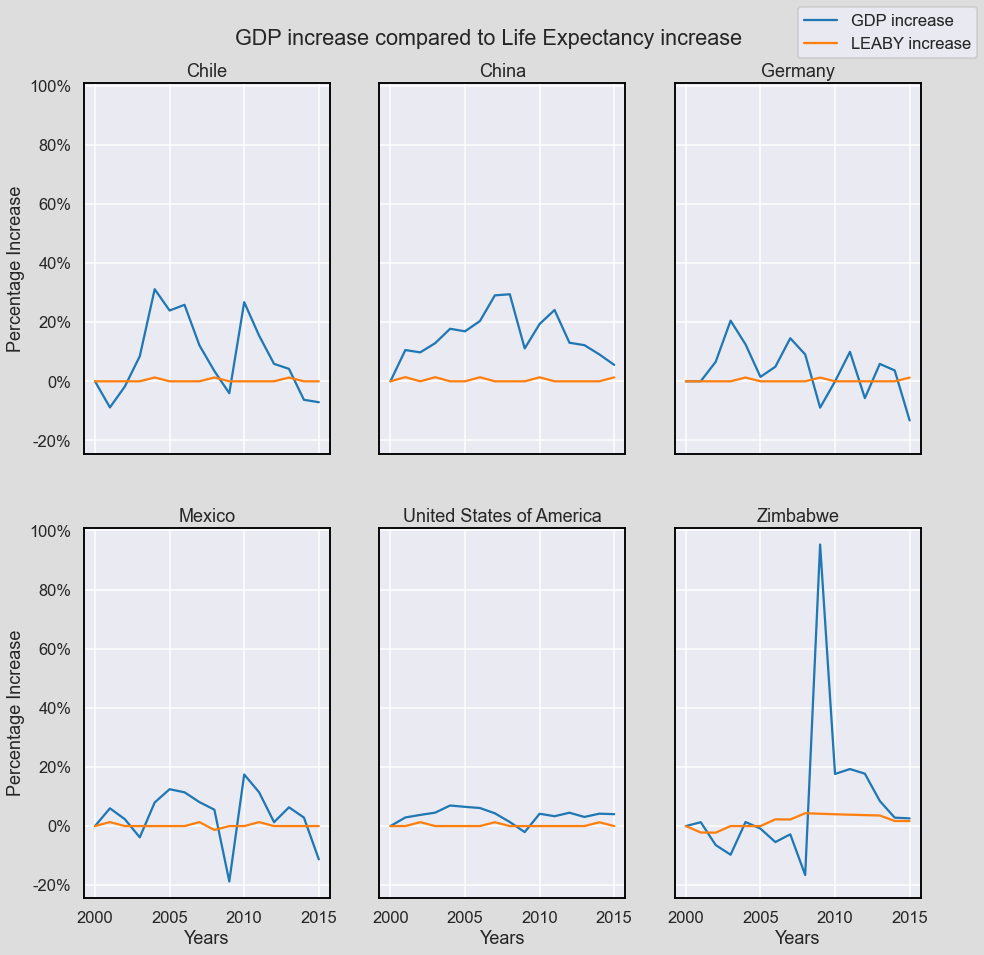 GDP increase
LEABY increase
GDP increase compared to Life Expectancy increase
Chile
China
Germany
Percentage Increase
100%
80%
60%
40%
20%
0%
-20%
Mexico
United States of America
Zimbabwe
Percentage Increase
100%
80%
60%
40%
20%
0%
-20%
2000 2005 2010 2015
2000 2005 2010 2015
2000 2005 2010 2015
Years
Years
Years